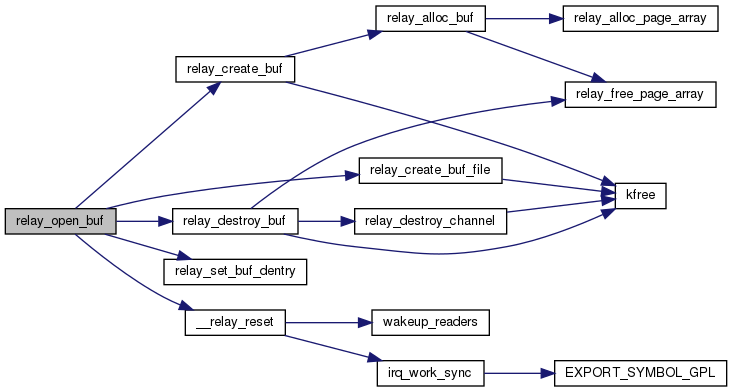 relay_alloc_buf
relay_alloc_page_array
relay_create_buf
relay_free_page_array
relay_create_buf_file
kfree
relay_open_buf
relay_destroy_buf
relay_destroy_channel
relay_set_buf_dentry
__relay_reset
wakeup_readers
irq_work_sync
EXPORT_SYMBOL_GPL